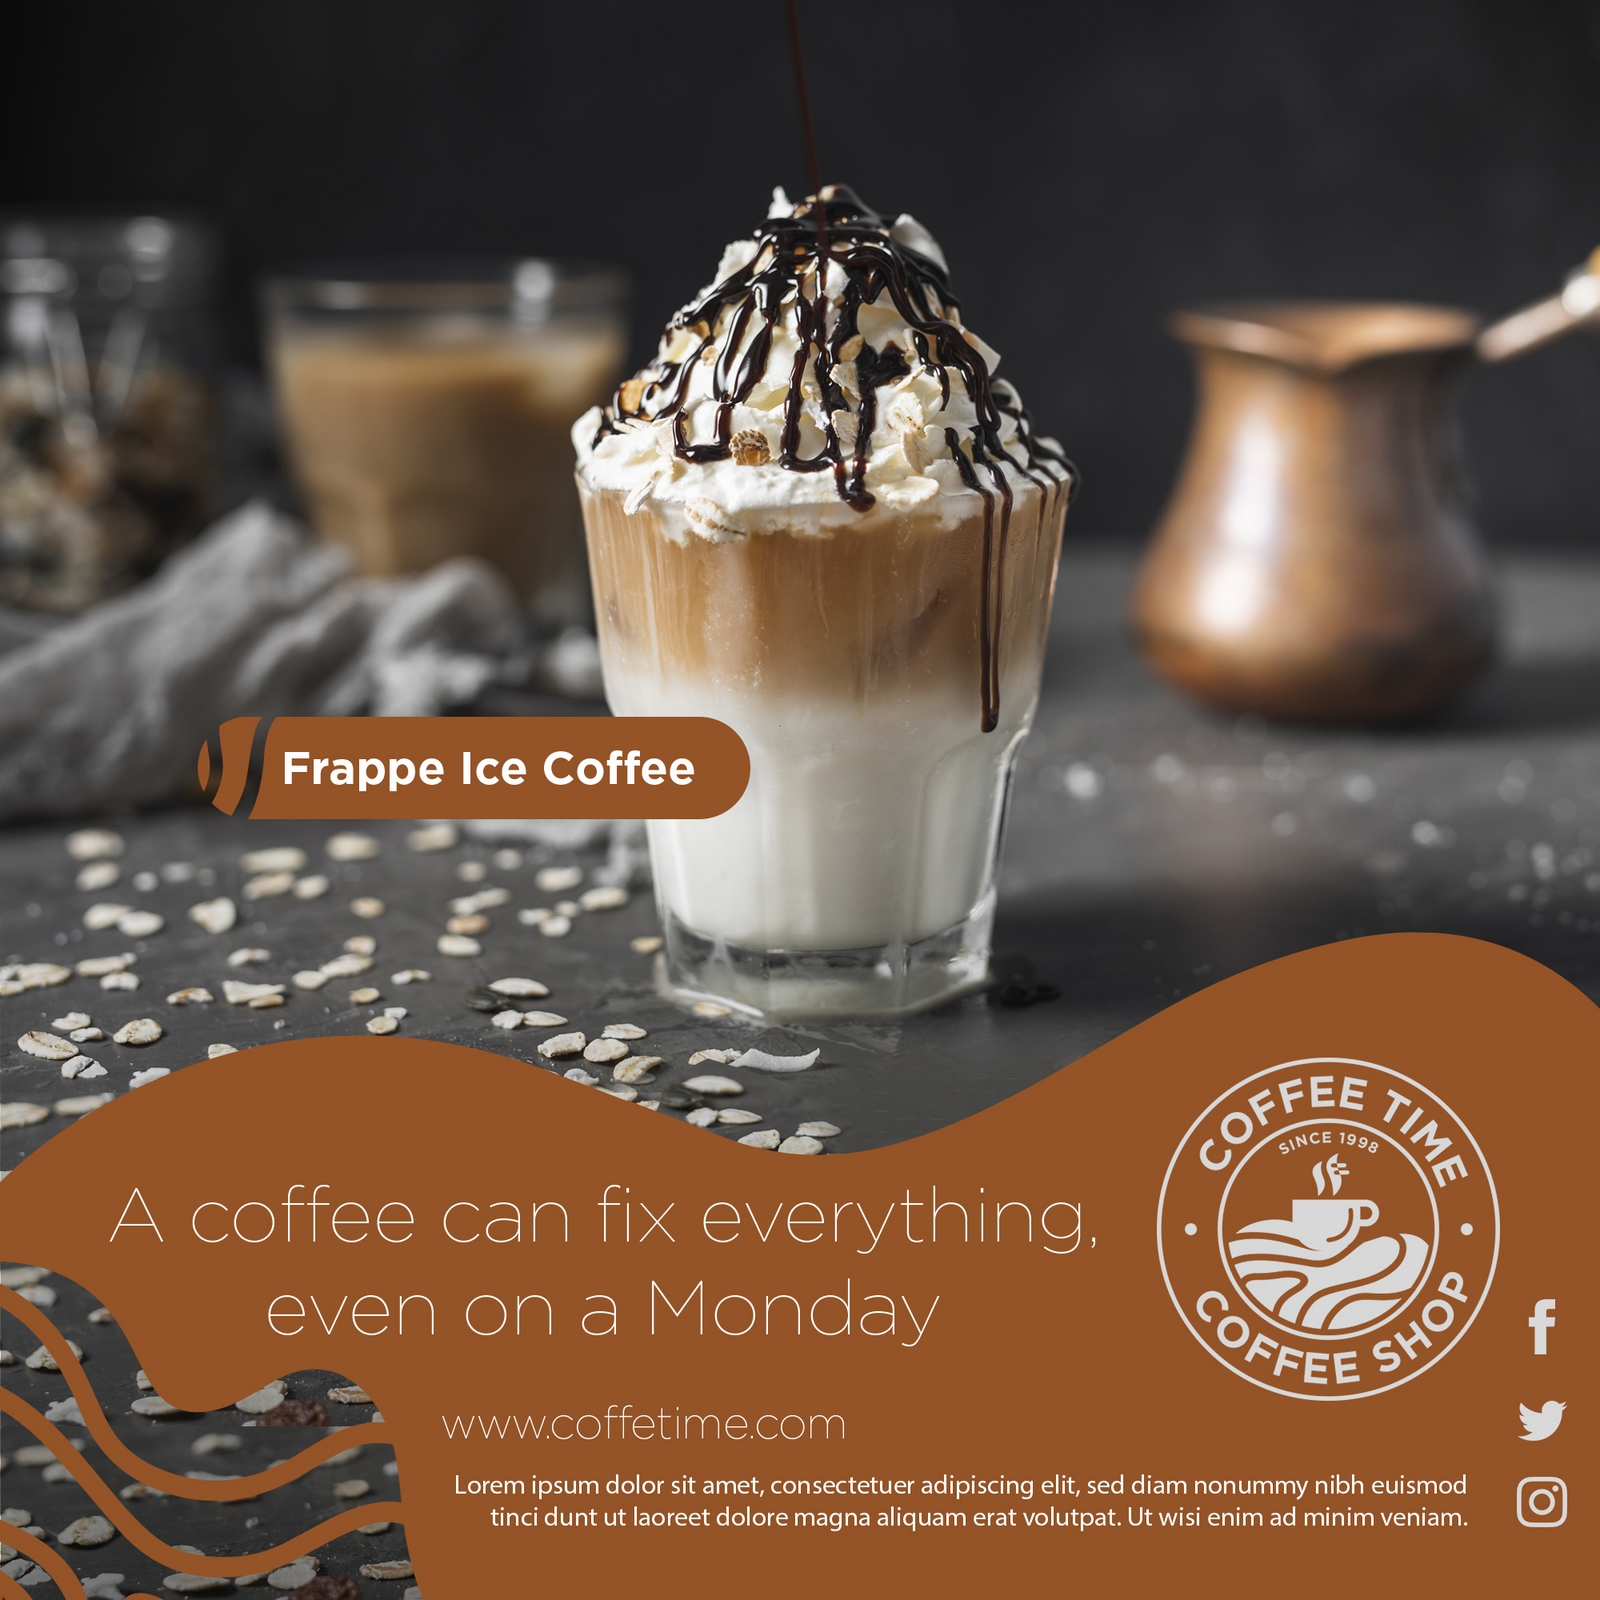 Frappe Ice Coffee
COFFEE TIME
SINCE 1998
COFFEE SHOP
A coffee can fix everything,
even on a Monday
www.coffetime.com
Lorem ipsum dolor sit amet, consectetuer adipiscing elit, sed diam nonummy nibh euismod
tinci dunt ut laoreet dolore magna aliquam erat volutpat. Ut wisi enim ad minim veniam.